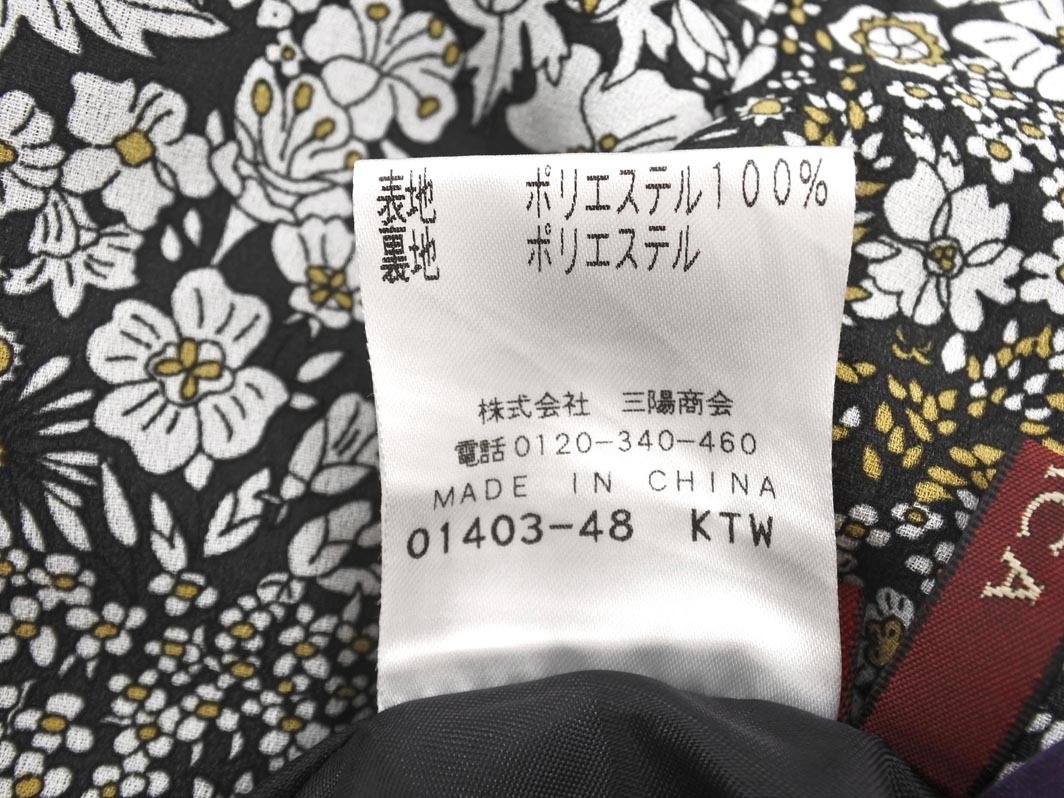 表地 ポリエステル100%
裏地 ポリエステル
株式会社 三陽商会
電話0120-340-460
MADE IN CHINA
01403-48 KTW
CA